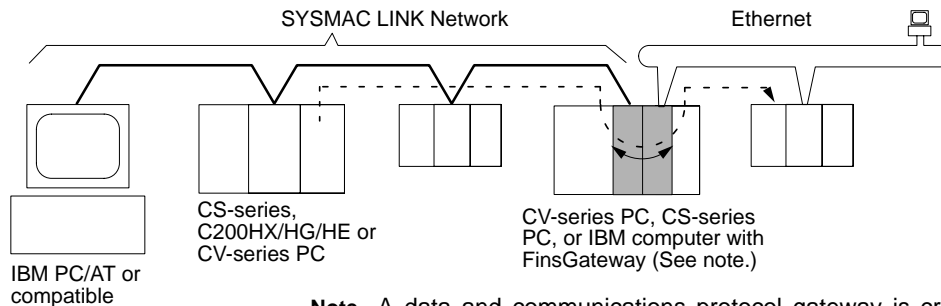 SYSMAC LINK Network
Ethernet
CS-series,
C200HX/HG/HE or
CV-series PC
CV-series PC, CS-series
PC, or IBM computer with
FinsGateway (See note.)
IBM PC/AT or
compatible
Note A data and communications protocol gateway is